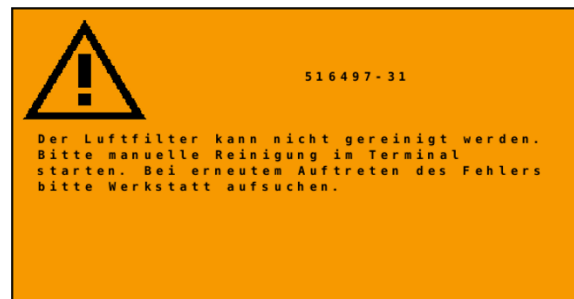 516497-31
Der Luftfilter kann nicht gereinigt werden.
Bitte manuelle Reinigung im Terminal
starten. Bei erneutem Auftreten des Fehlers
bitte Werkstatt aufsuchen.